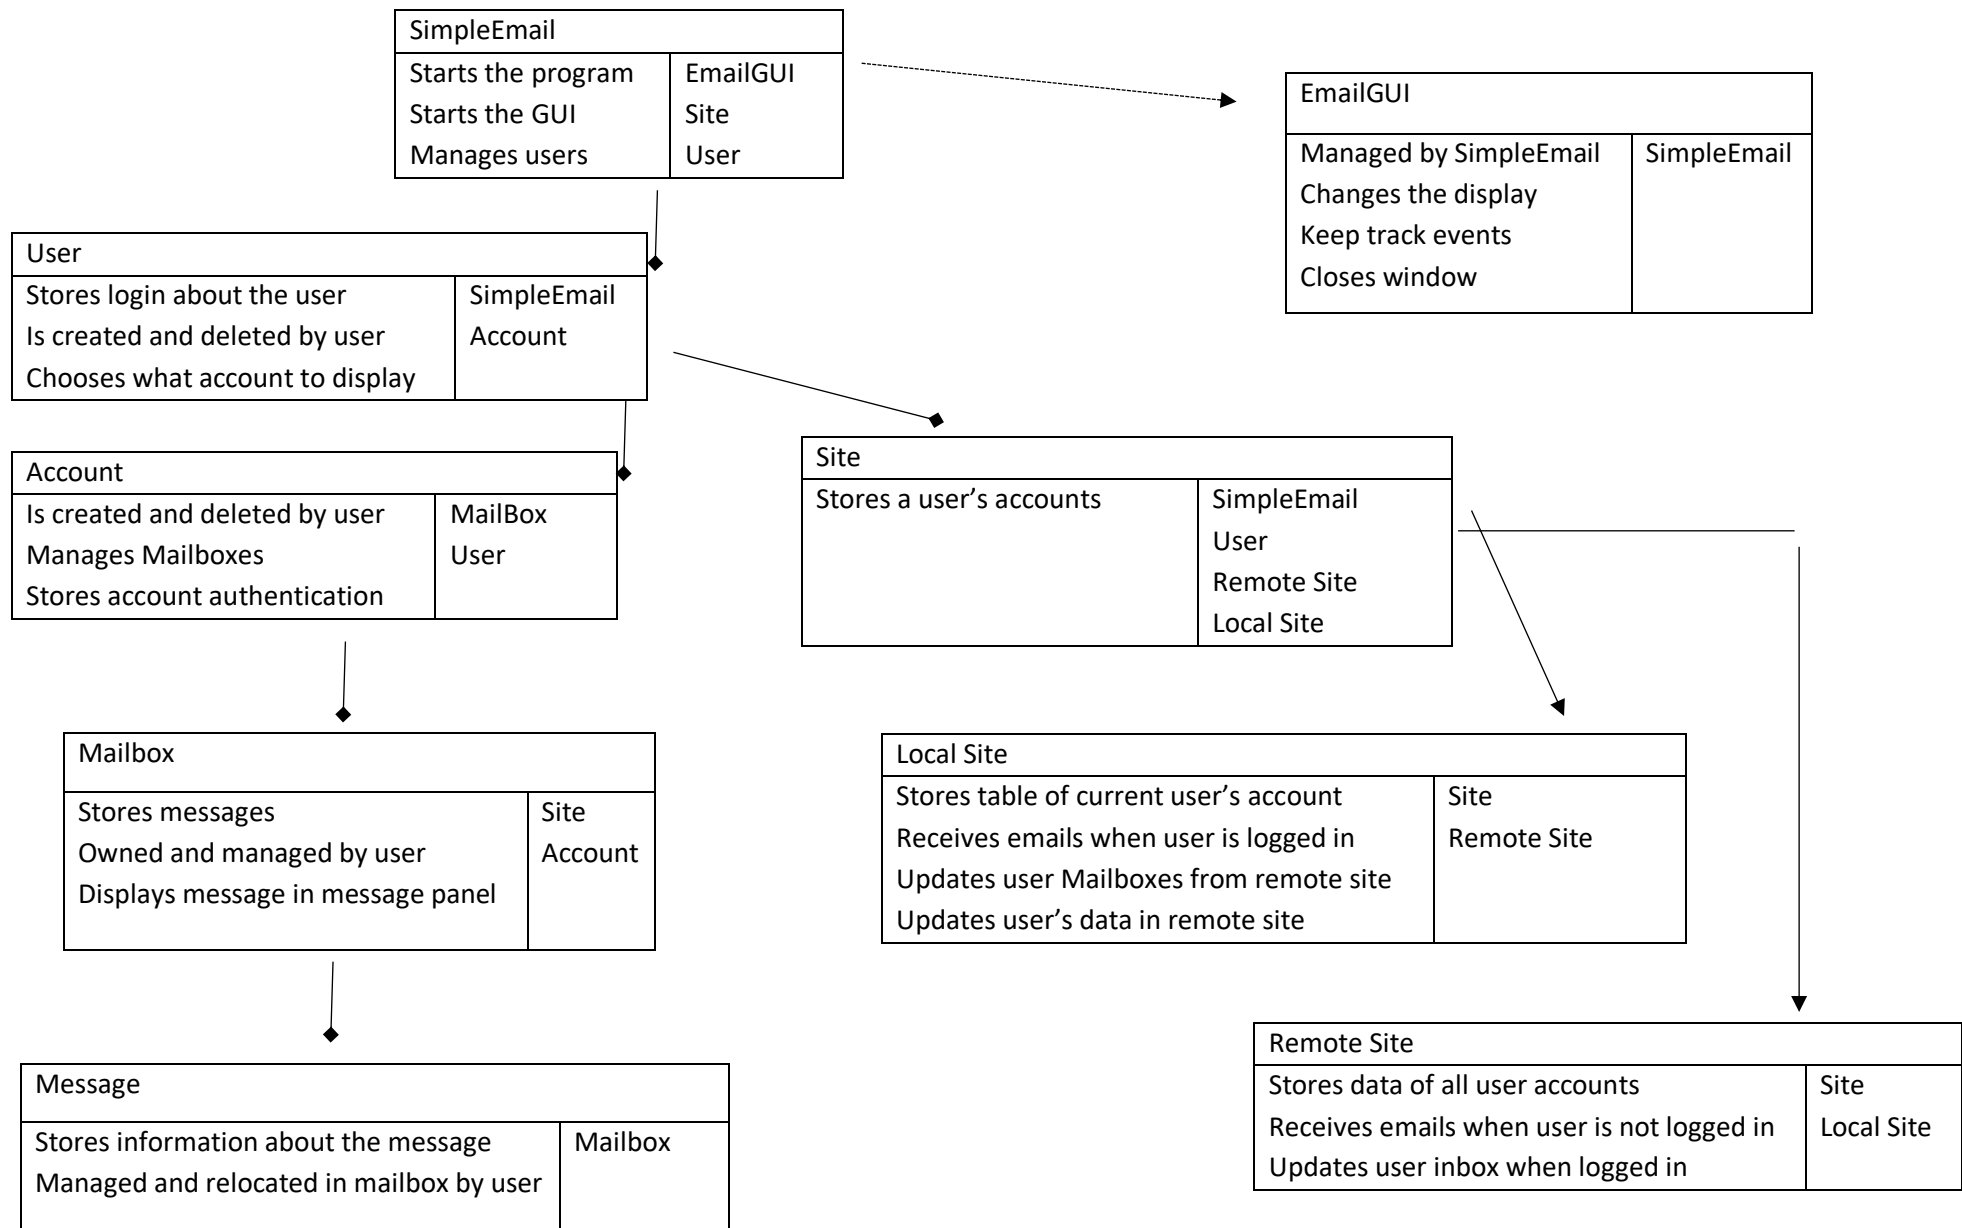 SimpleEmail
Starts the program
Starts the GUI
Manages users
EmailGUI
Site
User
EmailGUI
Managed by SimpleEmail
Changes the display
Keep track events
Closes window
SimpleEmail
User
Stores login about the user
Is created and deleted by user
Chooses what account to display
SimpleEmail
Account
Account
Is created and deleted by user
Manages Mailboxes
Stores account authentication
MailBox
User
Site
Stores a user’s accounts
SimpleEmail
User
Remote Site
Local Site
Mailbox
Stores messages
Owned and managed by user
Displays message in message panel
Site
Account
Local Site
Stores table of current user’s account
Receives emails when user is logged in
Updates user Mailboxes from remote site
Updates user’s data in remote site
Site
Remote Site
Message
Stores information about the message
Managed and relocated in mailbox by user
Mailbox
Remote Site
Stores data of all user accounts
Receives emails when user is not logged in
Updates user inbox when logged in
Site
Local Site